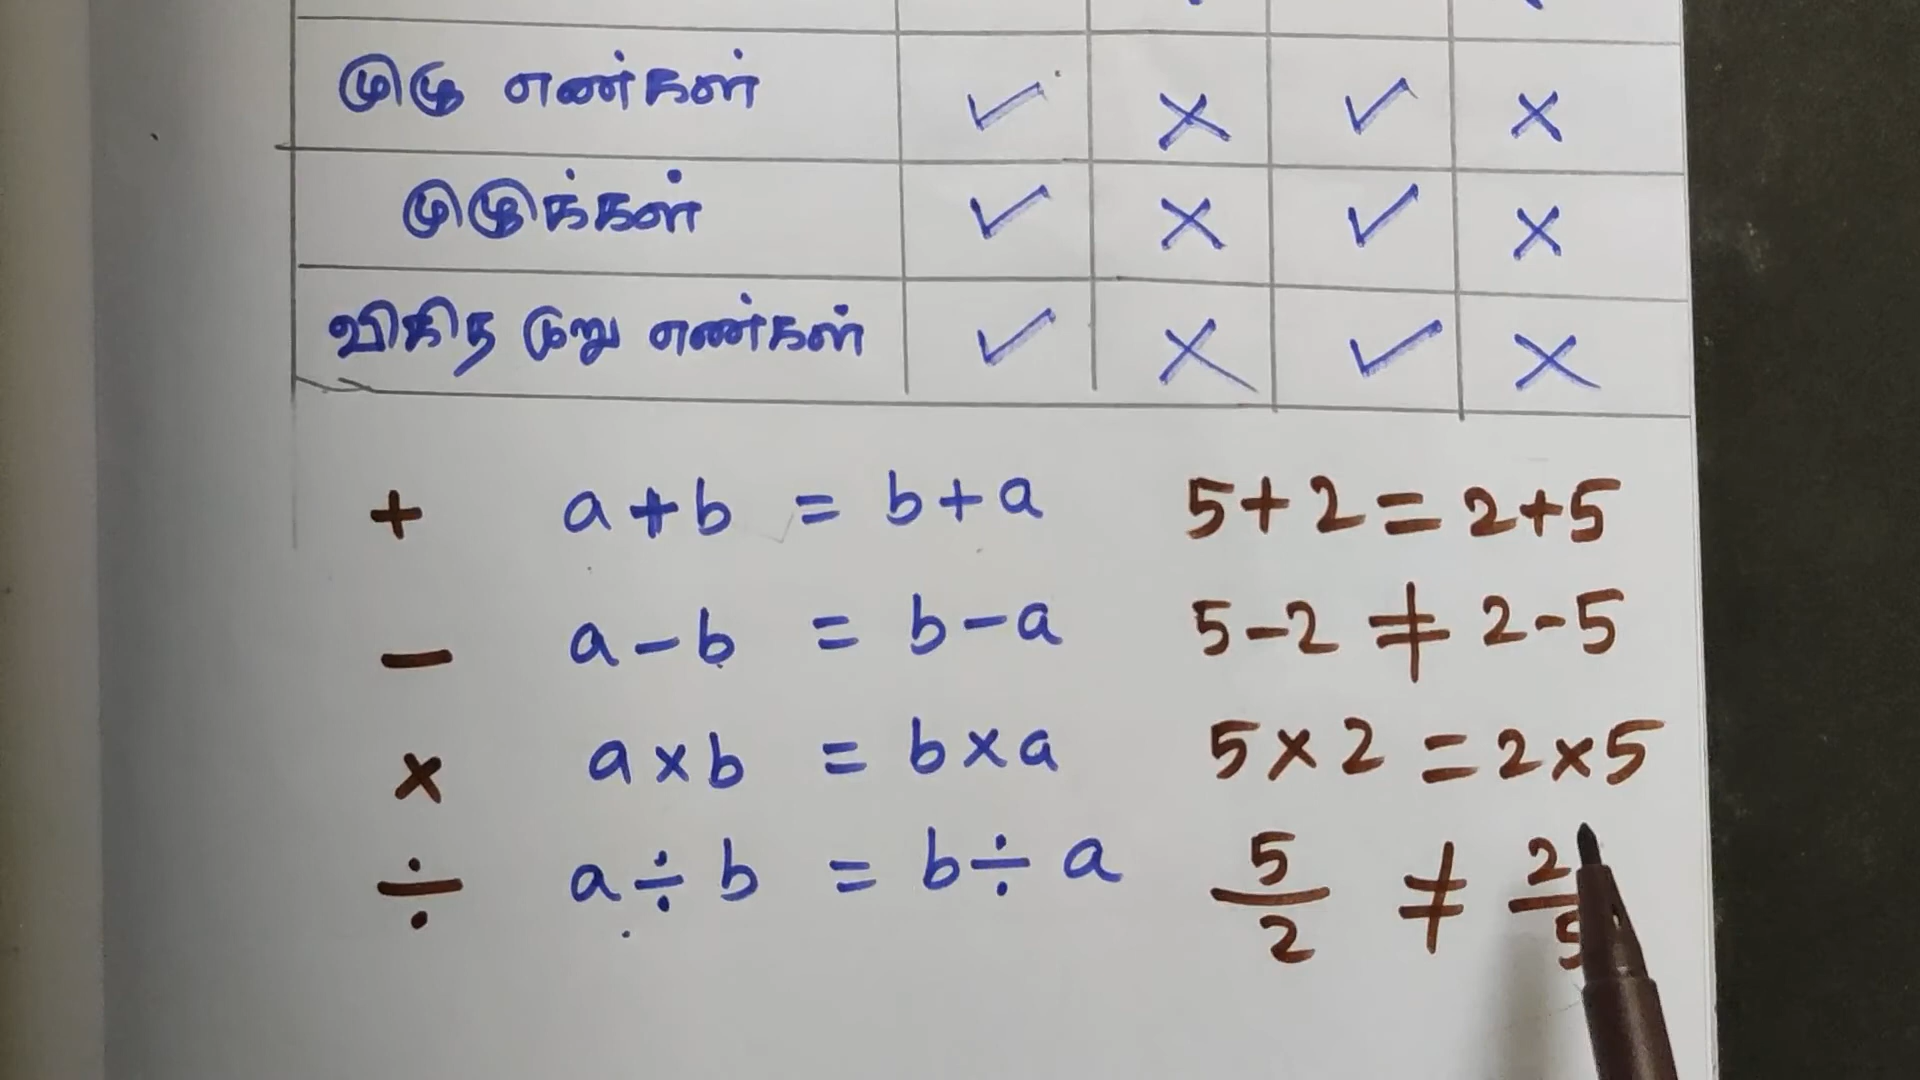 முழு எண்கள் ✓ × ✓ ×
முழுக்கள் ✓ × ✓ ×
விகிதமுறு எண்கள் ✓ × ✓ ×
+ a+b = b+a 5+2=2+5
− a−b = b−a 5−2≠2−5
× a×b = b×a 5×2=2×5
÷ a÷b = b÷a 5/2 ≠ 2/5